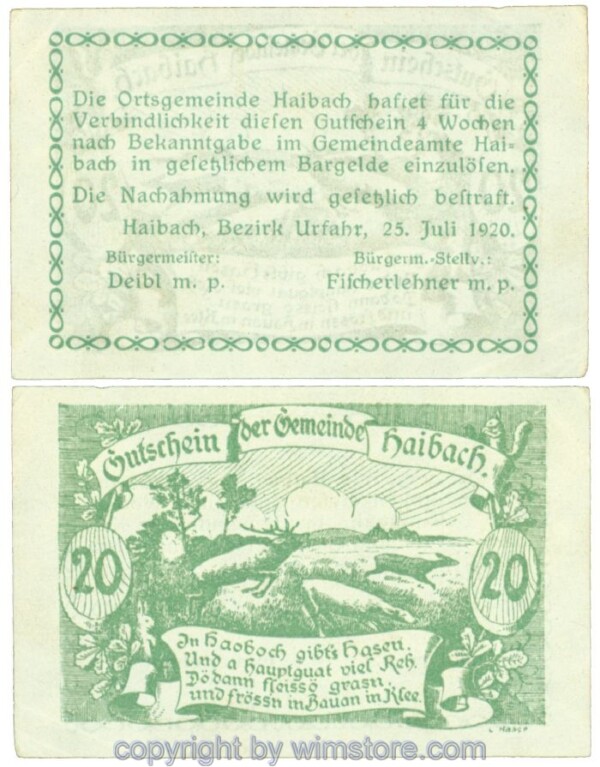 Die Ortsgemeinde Haibach haftet für die
Verbindlichkeit diesen Gutschein 4 Wochen
nach Bekanntgabe im Gemeindeamte Hai-
bach in gesetzlichem Bargelde einzulösen.
Die Nachahmung wird gesetzlich bestraft.
Haibach, Bezirk Urfahr, 25. Juli 1920.
Bürgermeister: Bürgerm.-Stellv.:
Deibl m. p. Fischerlehner m. p.
Gutschein der Gemeinde Haibach.
20 20
In Haoboch gibt's Hasen,
Und a hauptguat viel Reh,
Dö dann fleissö grasn,
und frössn in Bauan in Klee.
copyright by wimstore.com